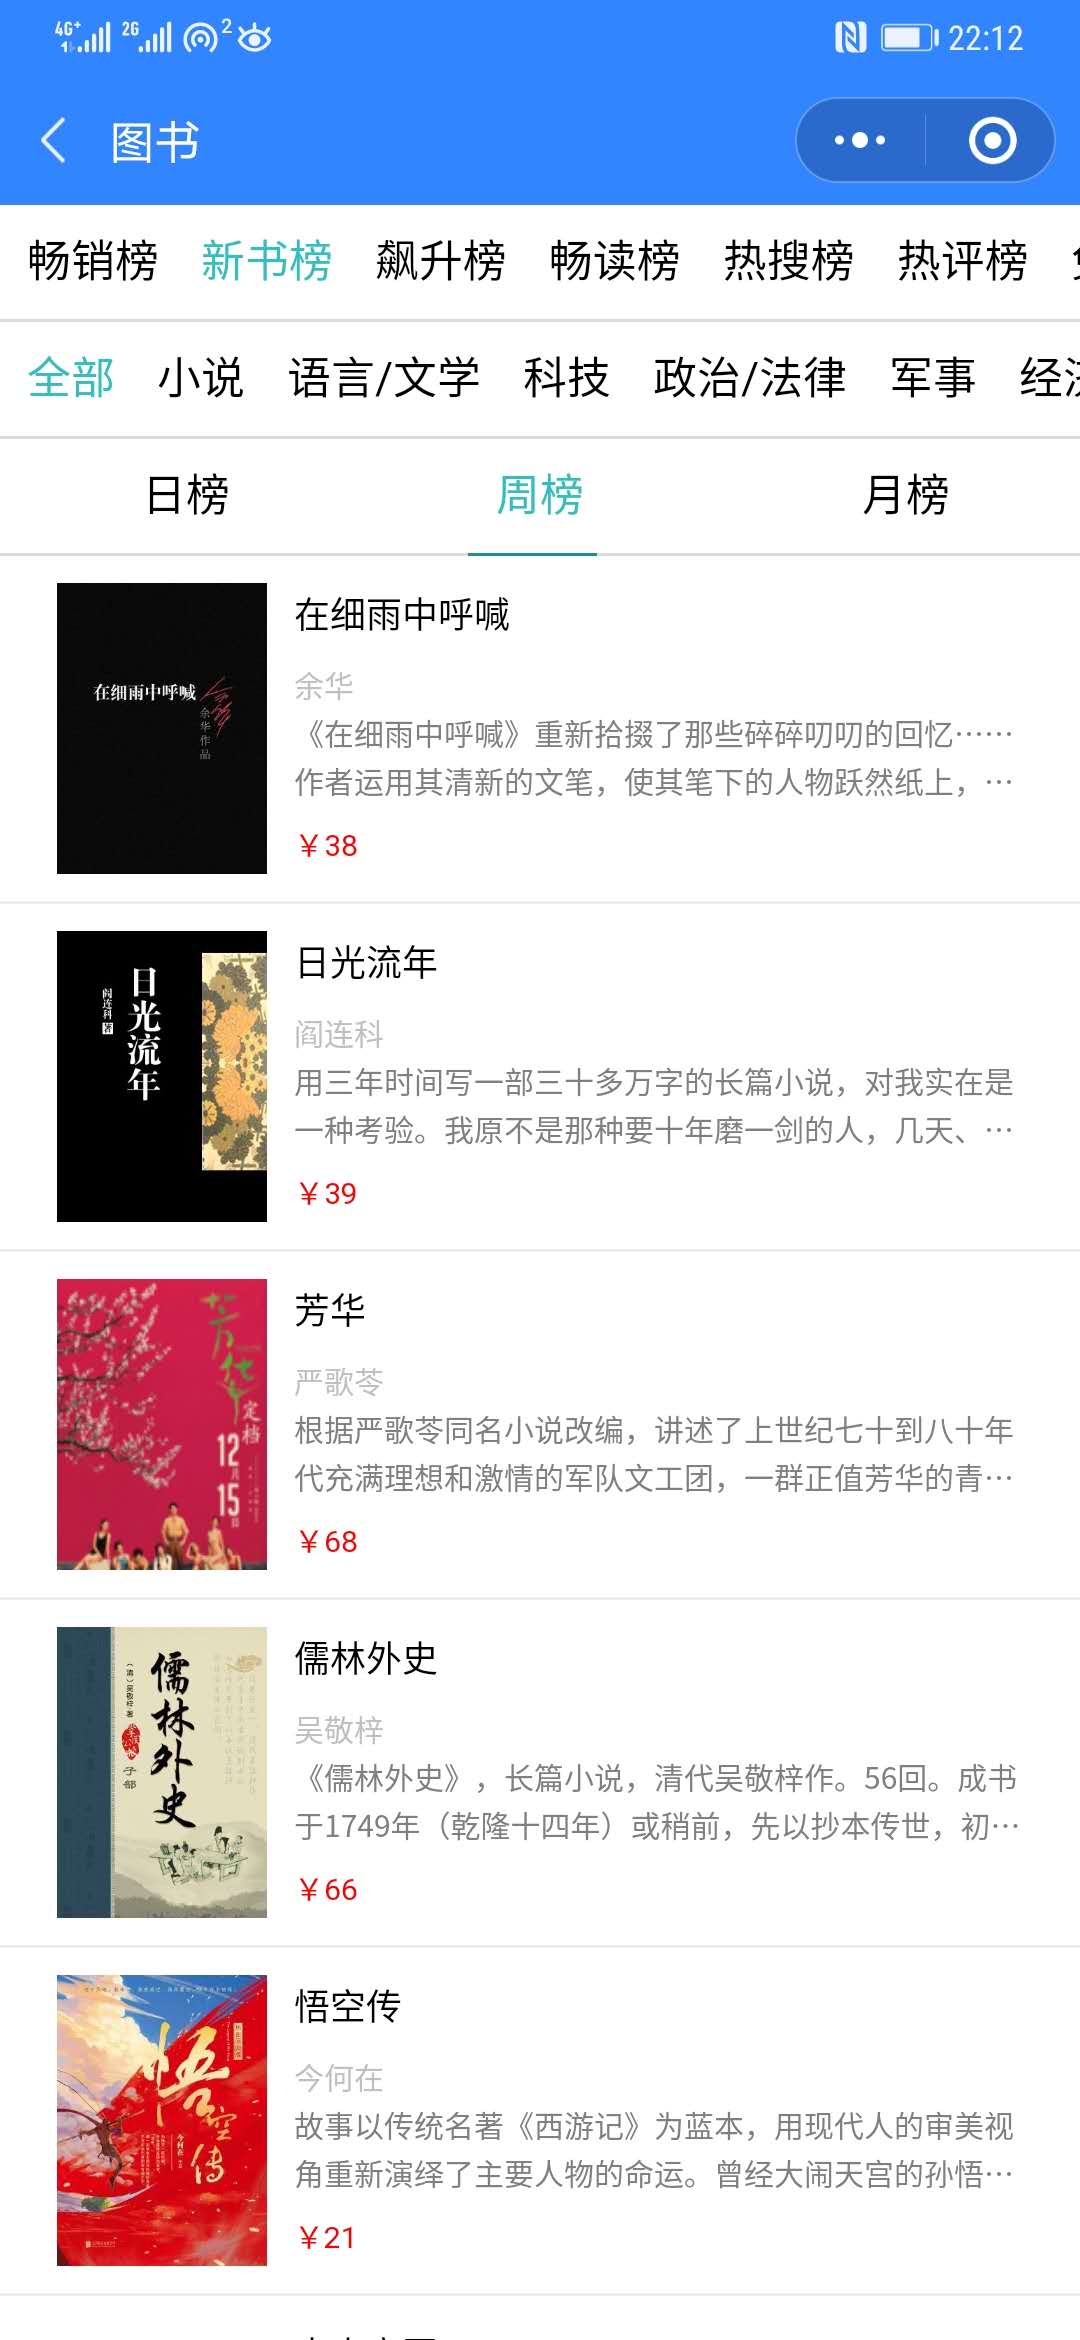 4G+ 2G 2 22:12
图书
畅销榜 新书榜 飙升榜 畅读榜 热搜榜 热评榜
全部 小说 语言/文学 科技 政治/法律 军事 经济
日榜 周榜 月榜
在细雨中呼喊
余华作品
在细雨中呼喊
余华
《在细雨中呼喊》重新拾掇了那些碎碎叨叨的回忆……
作者运用其清新的文笔，使其笔下的人物跃然纸上，…
￥38
日光流年
阎连科 著
日光流年
阎连科
用三年时间写一部三十多万字的长篇小说，对我实在是
一种考验。我原不是那种要十年磨一剑的人，几天、…
￥39
芳华
定档
12月15日
芳华
严歌苓
根据严歌苓同名小说改编，讲述了上世纪七十到八十年
代充满理想和激情的军队文工团，一群正值芳华的青…
￥68
儒林外史
（清）吴敬梓 著
子部
儒林外史
吴敬梓
《儒林外史》，长篇小说，清代吴敬梓作。56回。成书
于1749年（乾隆十四年）或稍前，先以抄本传世，初…
￥66
悟空传
今何在
悟空传
今何在
故事以传统名著《西游记》为蓝本，用现代人的审美视
角重新演绎了主要人物的命运。曾经大闹天宫的孙悟…
￥21